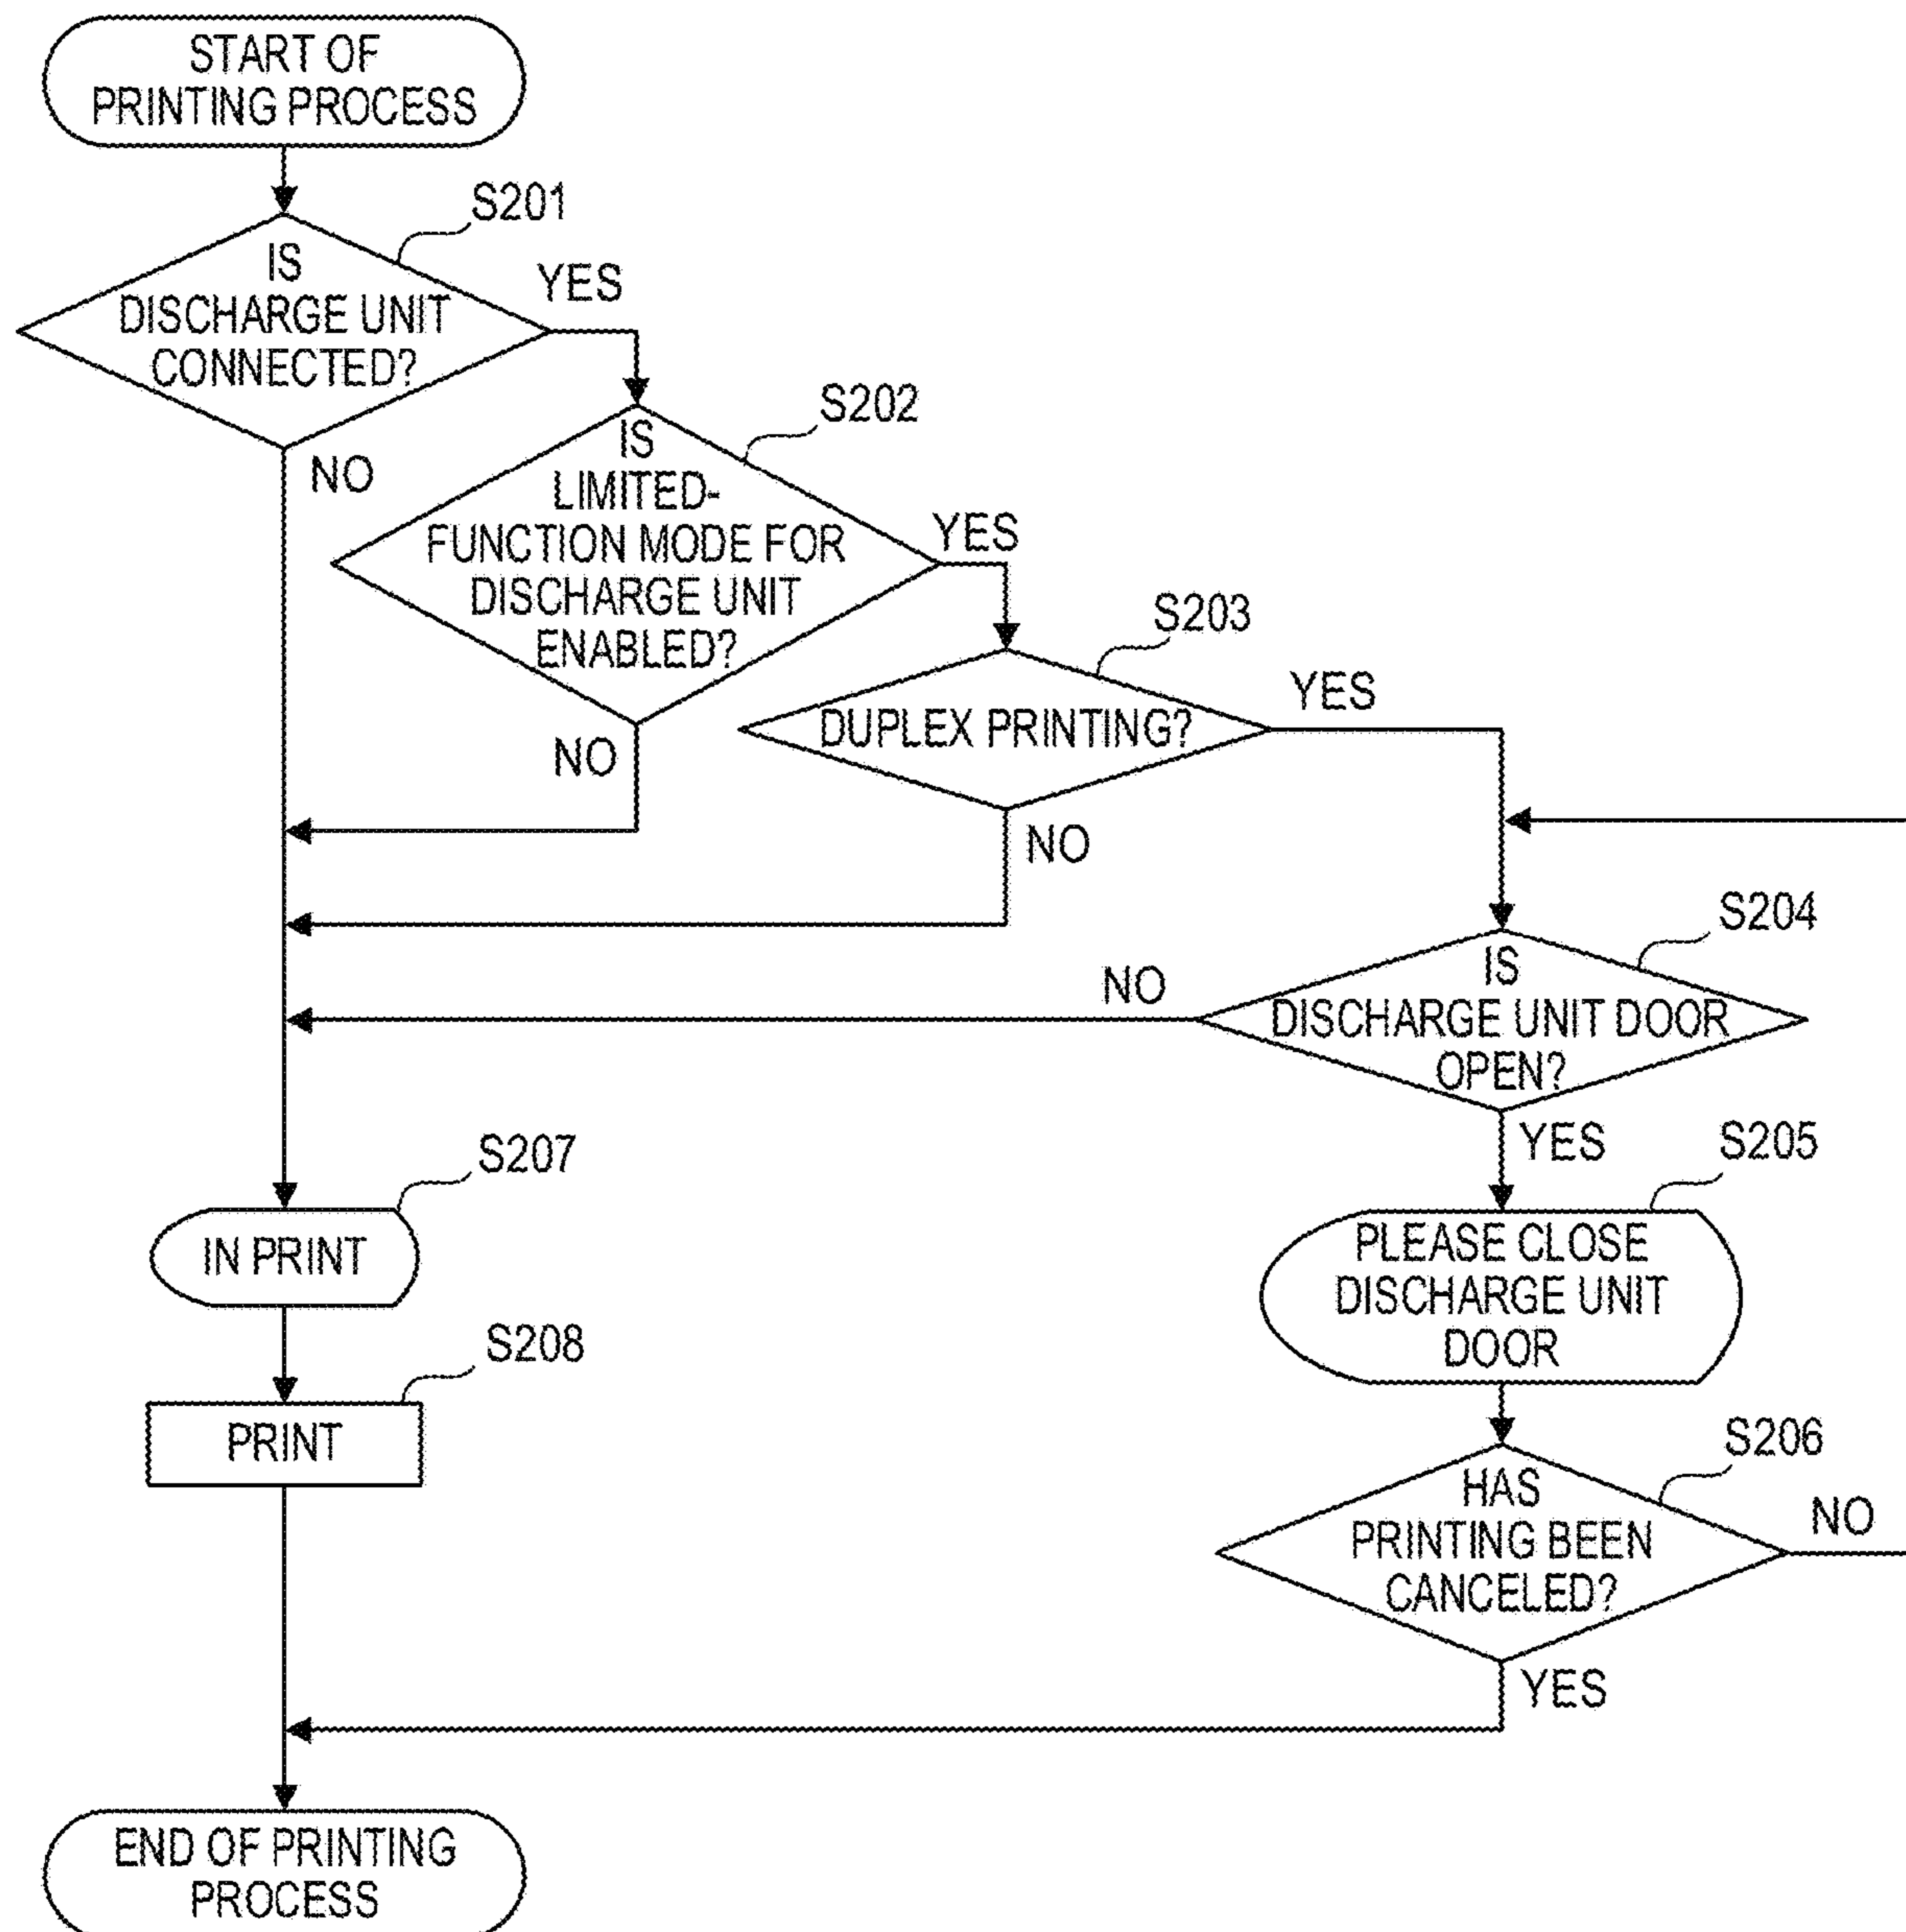 START OF
PRINTING PROCESS
S201
IS
DISCHARGE UNIT
CONNECTED?
YES
NO
S202
IS
LIMITED-
FUNCTION MODE FOR
DISCHARGE UNIT
ENABLED?
YES
NO
S203
DUPLEX PRINTING?
YES
NO
S204
IS
DISCHARGE UNIT DOOR
OPEN?
NO
YES
S205
PLEASE CLOSE
DISCHARGE UNIT
DOOR
S206
HAS
PRINTING BEEN
CANCELED?
NO
YES
S207
IN PRINT
S208
PRINT
END OF PRINTING
PROCESS